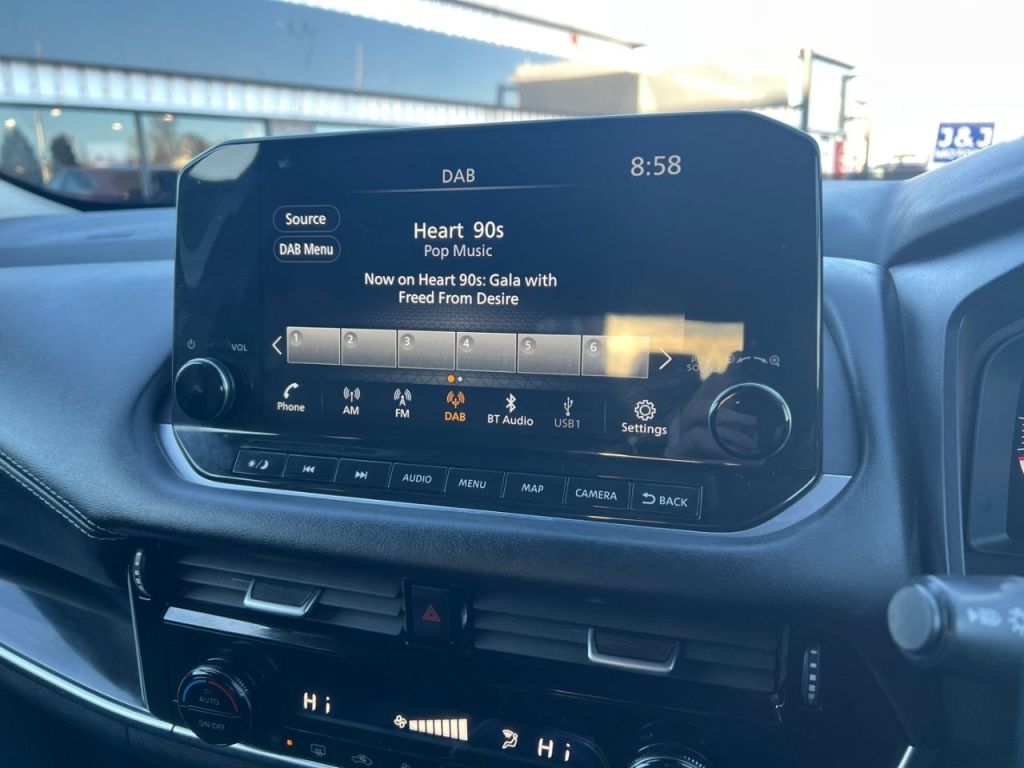 J&J
DAB
8:58
Source
DAB Menu
Heart 90s
Pop Music
Now on Heart 90s: Gala with
Freed From Desire
1 2 3 4 5 6
VOL
Phone
AM
FM
DAB
BT Audio
USB1
Settings
AUDIO
MENU
MAP
CAMERA
BACK
AUTO
ON·OFF
Hi
Hi